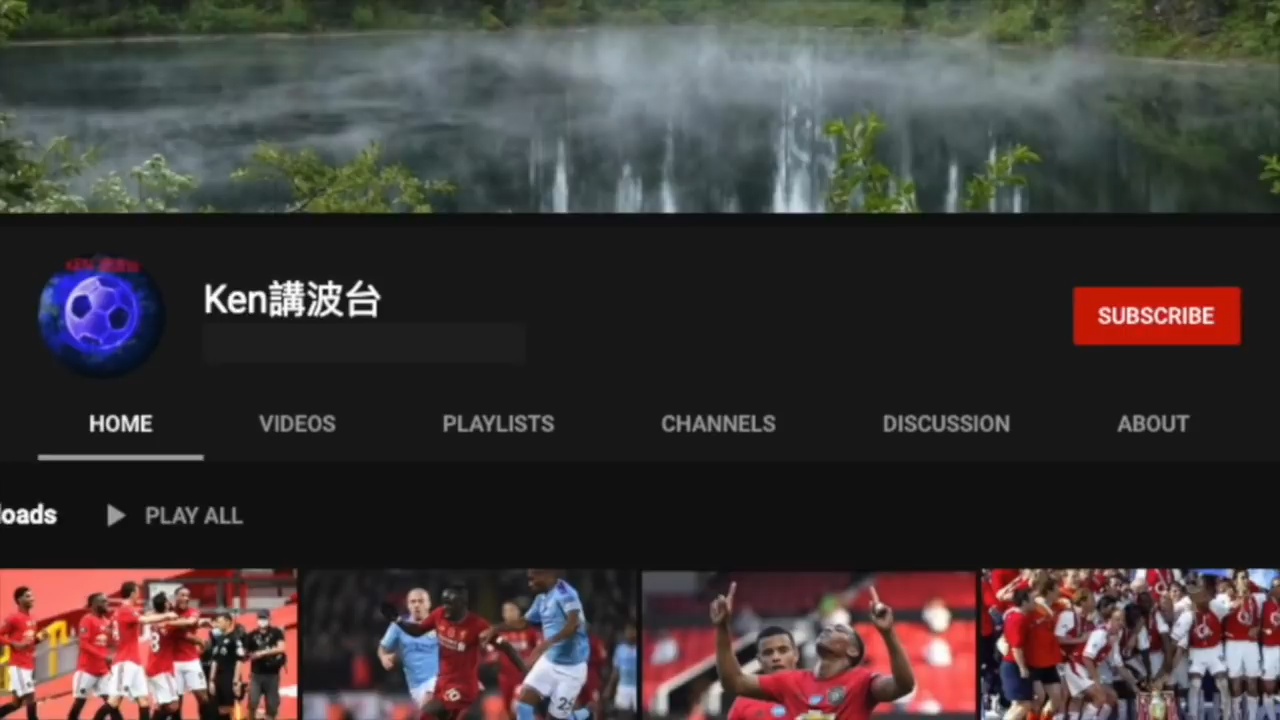 Ken講波台
SUBSCRIBE
HOME
VIDEOS
PLAYLISTS
CHANNELS
DISCUSSION
ABOUT
loads
PLAY ALL